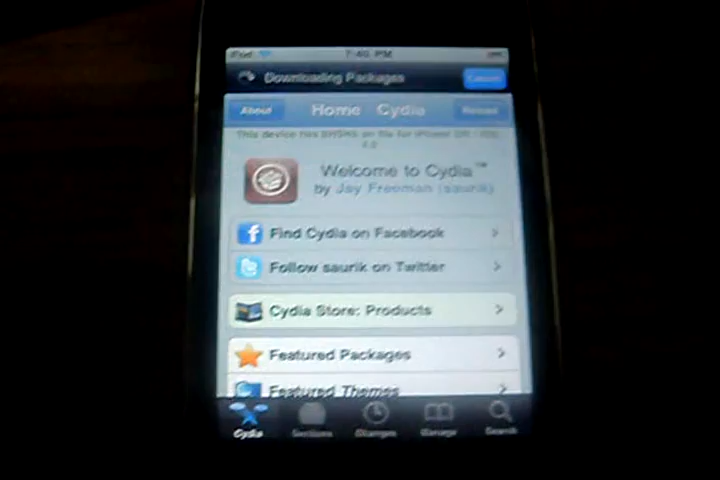 iPod 7:40 PM
Downloading Packages Cancel
About Home Cydia Reload
This device has SHSHs on file for iPhone OS / iOS
Welcome to Cydia™
by Jay Freeman (saurik)
Find Cydia on Facebook
Follow saurik on Twitter
Cydia Store: Products
Featured Packages
Featured Themes
Cydia Sections Changes Manage Search